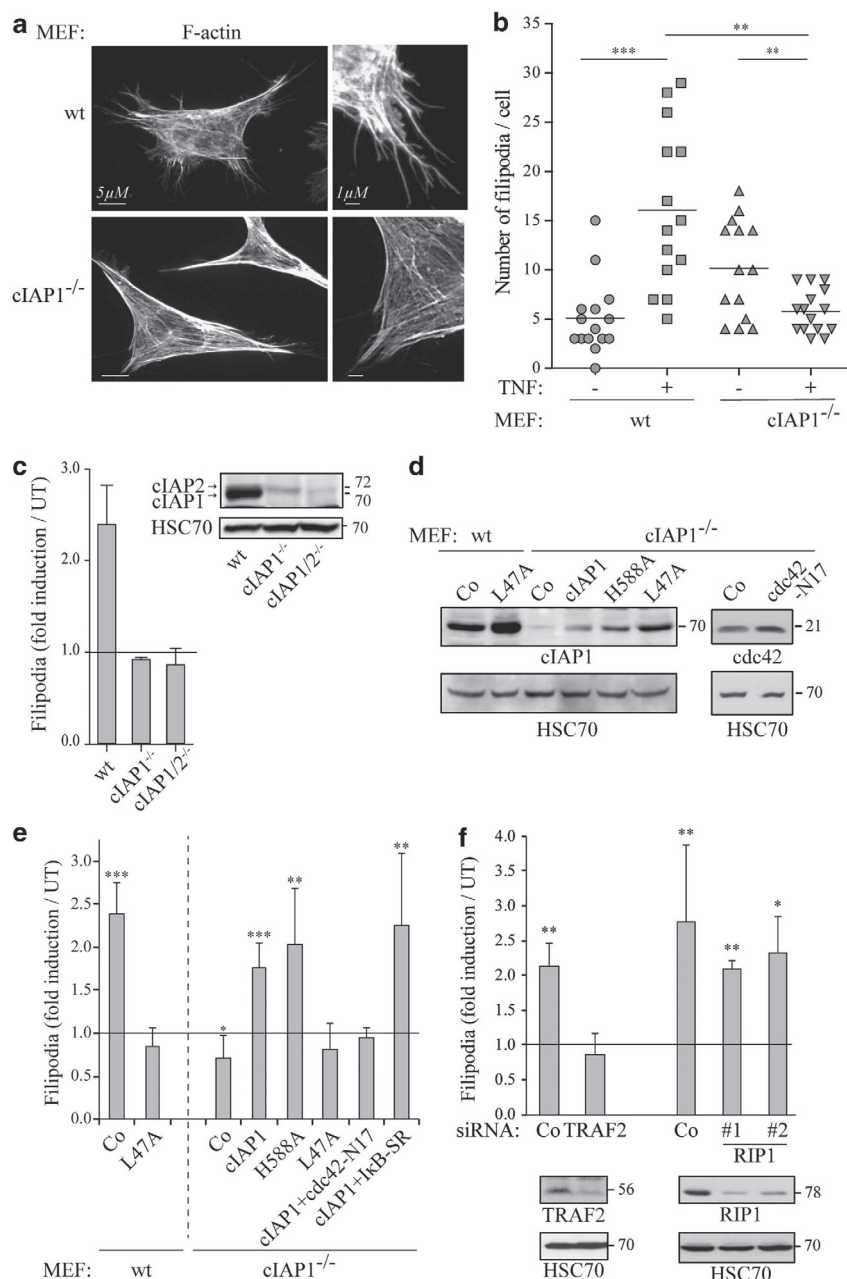 a
MEF:
F-actin
wt
5µM
1µM
cIAP1-/-
b
Number of filipodia / cell
35
30
25
20
15
10
5
0
***
**
**
TNF:
-
+
-
+
MEF:
wt
cIAP1-/-
c
Filipodia (fold induction / UT)
3.0
2.0
1.0
0.0
wt
cIAP1-/-
cIAP1/2-/-
cIAP2→
cIAP1→
72
70
HSC70
70
wt
cIAP1-/-
cIAP1/2-/-
d
MEF: wt
cIAP1-/-
Co
L47A
Co
cIAP1
H588A
L47A
Co
cdc42
-N17
70
21
cIAP1
cdc42
70
HSC70
HSC70
e
Filipodia (fold induction / UT)
3.0
2.5
2.0
1.5
1.0
0.5
0.0
***
*
***
**
**
Co
L47A
Co
cIAP1
H588A
L47A
cIAP1+cdc42-N17
cIAP1+IκB-SR
MEF:
wt
cIAP1-/-
f
Filipodia (fold induction / UT)
4.0
3.5
3.0
2.5
2.0
1.5
1.0
0.5
0.0
**
**
**
*
siRNA:
Co TRAF2
Co
#1
#2
RIP1
56
TRAF2
78
RIP1
70
HSC70
70
HSC70